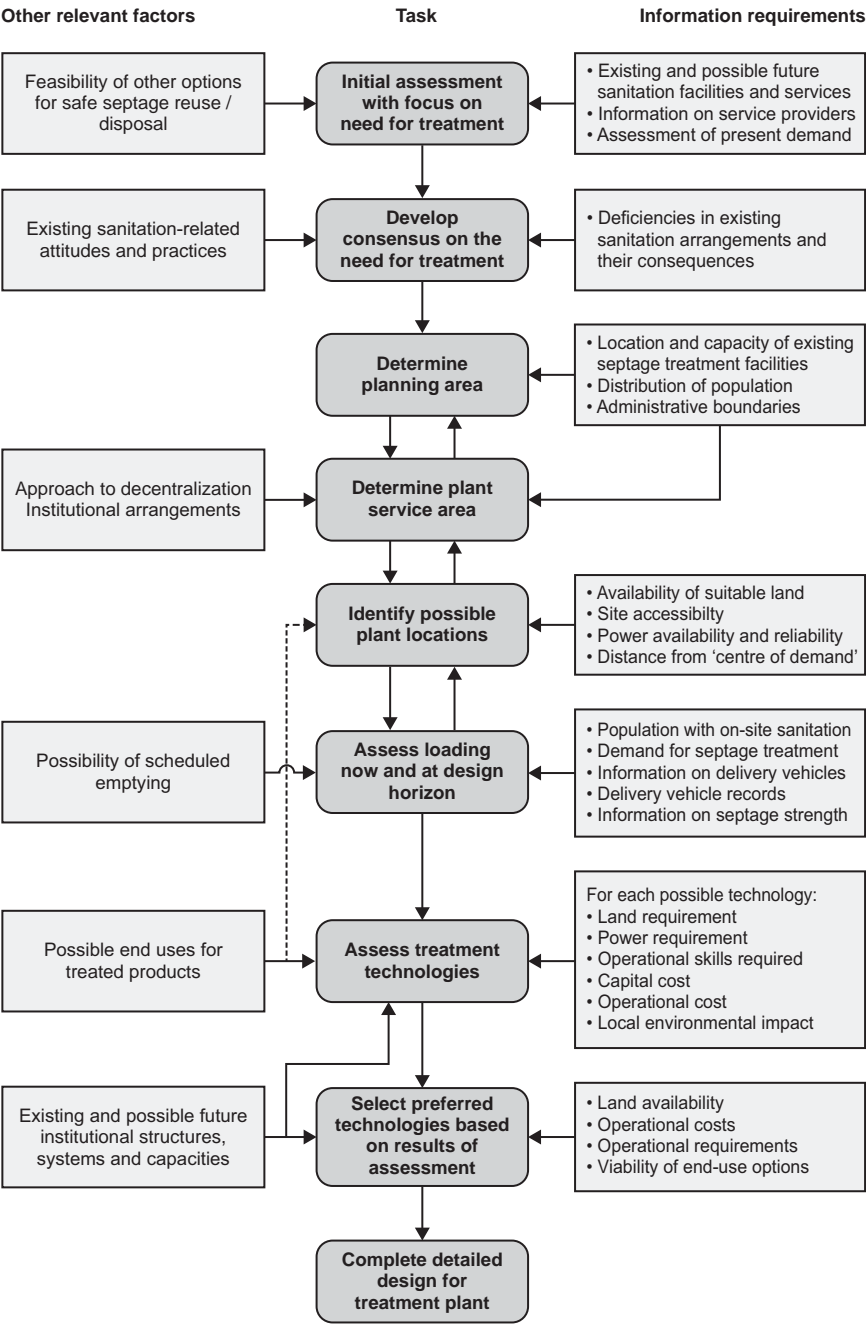 Other relevant factors
Task
Information requirements
Feasibility of other options
for safe septage reuse /
disposal
Initial assessment
with focus on
need for treatment
• Existing and possible future
sanitation facilities and services
• Information on service providers
• Assessment of present demand
Existing sanitation-related
attitudes and practices
Develop
consensus on the
need for treatment
• Deficiencies in existing
sanitation arrangements and
their consequences
Determine
planning area
• Location and capacity of existing
septage treatment facilities
• Distribution of population
• Administrative boundaries
Approach to decentralization
Institutional arrangements
Determine plant
service area
Identify possible
plant locations
• Availability of suitable land
• Site accessibilty
• Power availability and reliability
• Distance from ‘centre of demand’
Possibility of scheduled
emptying
Assess loading
now and at design
horizon
• Population with on-site sanitation
• Demand for septage treatment
• Information on delivery vehicles
• Delivery vehicle records
• Information on septage strength
Possible end uses for
treated products
Assess treatment
technologies
For each possible technology:
• Land requirement
• Power requirement
• Operational skills required
• Capital cost
• Operational cost
• Local environmental impact
Existing and possible future
institutional structures,
systems and capacities
Select preferred
technologies based
on results of
assessment
• Land availability
• Operational costs
• Operational requirements
• Viability of end-use options
Complete detailed
design for
treatment plant